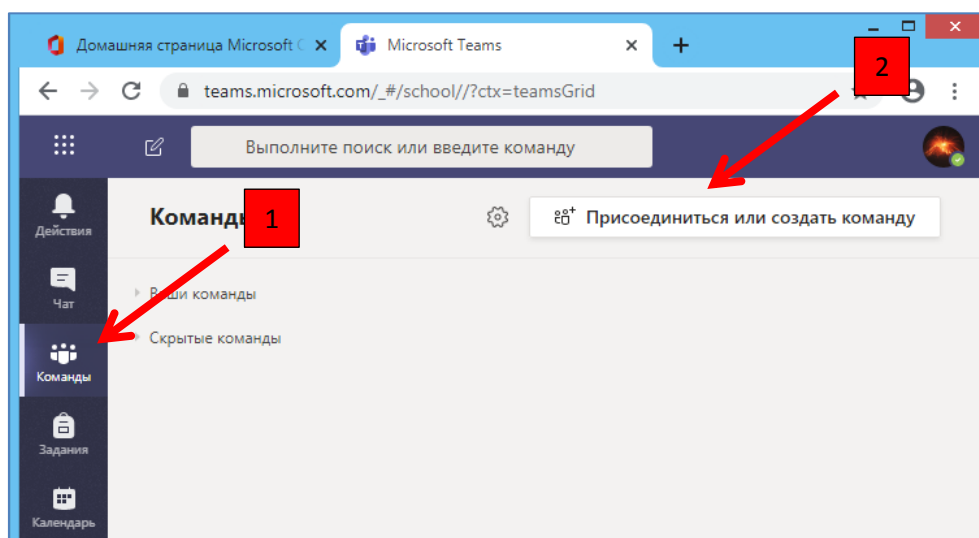 Домашняя страница Microsoft
Microsoft Teams
2
teams.microsoft.com/_#/school//?ctx=teamsGrid
Выполните поиск или введите команду
Действия
Команды
1
Присоединиться или создать команду
Чат
Ваши команды
Скрытые команды
Команды
Задания
Календарь